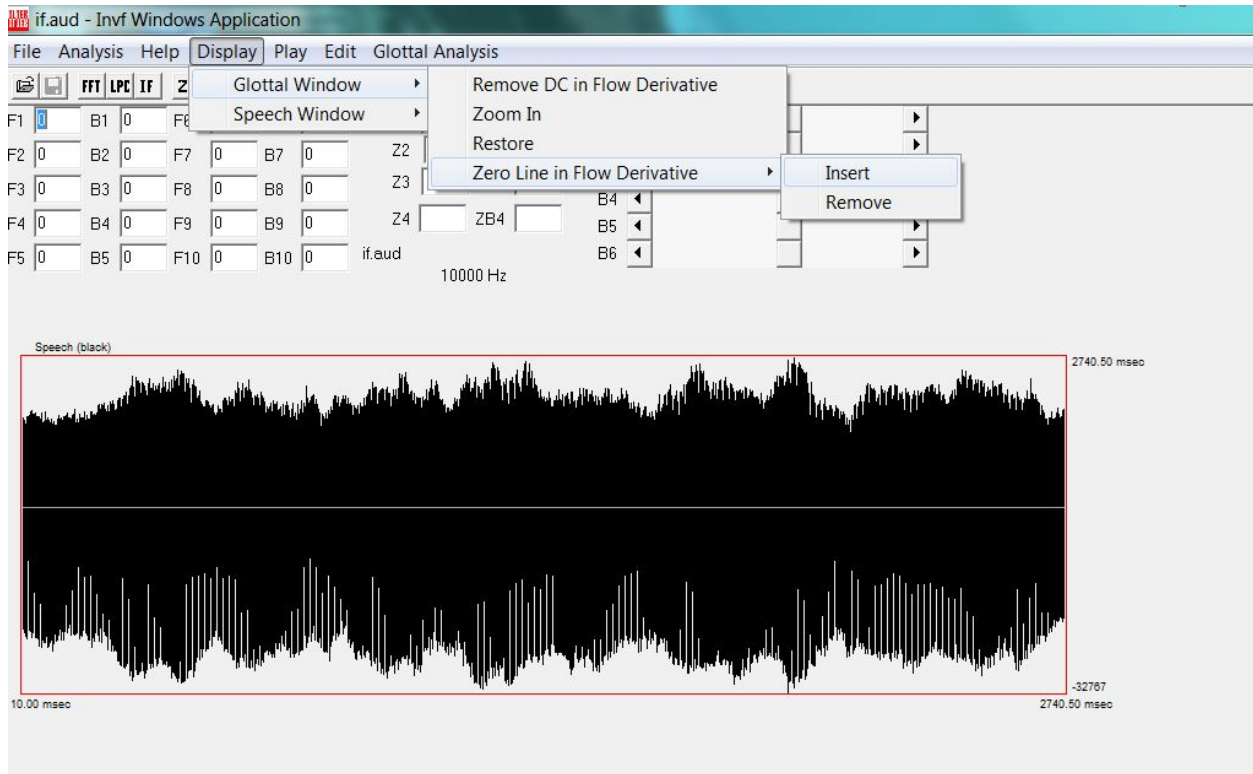 if.aud - Invf Windows Application
File Analysis Help Display Play Edit Glottal Analysis
FFT LPC IF Z
Glottal Window
Speech Window
Remove DC in Flow Derivative
Zoom In
Restore
Zero Line in Flow Derivative
Insert
Remove
F1 0 B1 0
F2 0 B2 0 F7 0 B7 0 Z2
F3 0 B3 0 F8 0 B8 0 Z3 B4
F4 0 B4 0 F9 0 B9 0 Z4 ZB4 B5
F5 0 B5 0 F10 0 B10 0 if.aud B6
10000 Hz
Speech (black)
2740.50 msec
-32767
10.00 msec 2740.50 msec